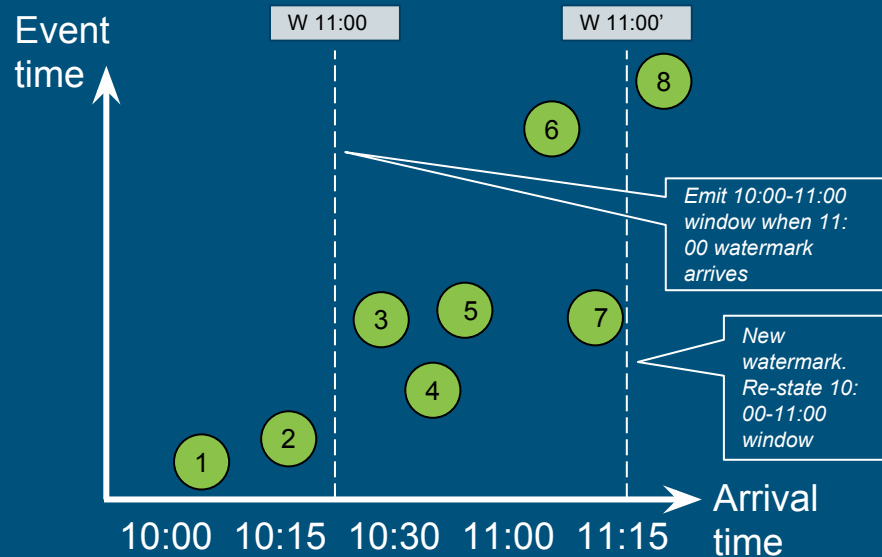 Event
time
W 11:00
W 11:00’
8
6
Emit 10:00-11:00
window when 11:
00 watermark
arrives
3
5
7
4
New
watermark.
Re-state 10:
00-11:00
window
2
1
Arrival
time
10:00 10:15 10:30 11:00 11:15